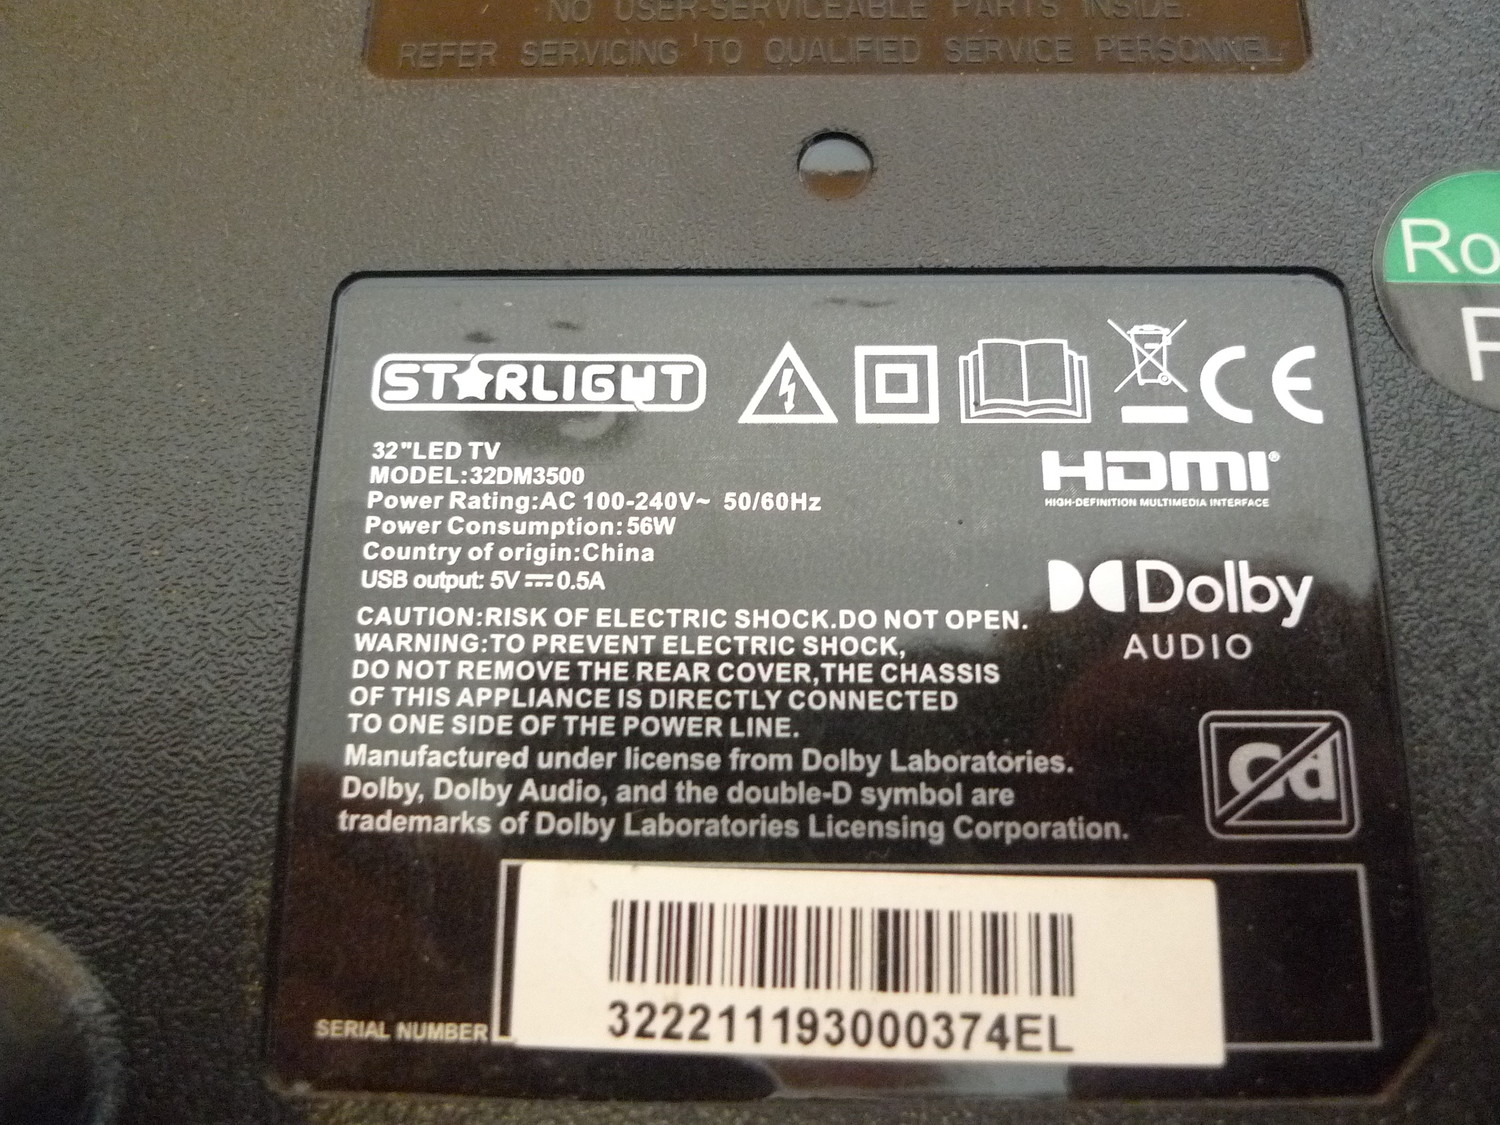 NO USER-SERVICEABLE PARTS INSIDE.
REFER SERVICING TO QUALIFIED SERVICE PERSONNEL.
Ro
STARLIGHT
CE
32"LED TV
MODEL:32DM3500
Power Rating:AC 100-240V~ 50/60Hz
Power Consumption:56W
Country of origin:China
USB output: 5V⎓0.5A
HDMI®
HIGH-DEFINITION MULTIMEDIA INTERFACE
Dolby
AUDIO
CAUTION:RISK OF ELECTRIC SHOCK.DO NOT OPEN.
WARNING:TO PREVENT ELECTRIC SHOCK,
DO NOT REMOVE THE REAR COVER,THE CHASSIS
OF THIS APPLIANCE IS DIRECTLY CONNECTED
TO ONE SIDE OF THE POWER LINE.
Manufactured under license from Dolby Laboratories.
Dolby, Dolby Audio, and the double-D symbol are
trademarks of Dolby Laboratories Licensing Corporation.
Cd
SERIAL NUMBER
322211193000374EL